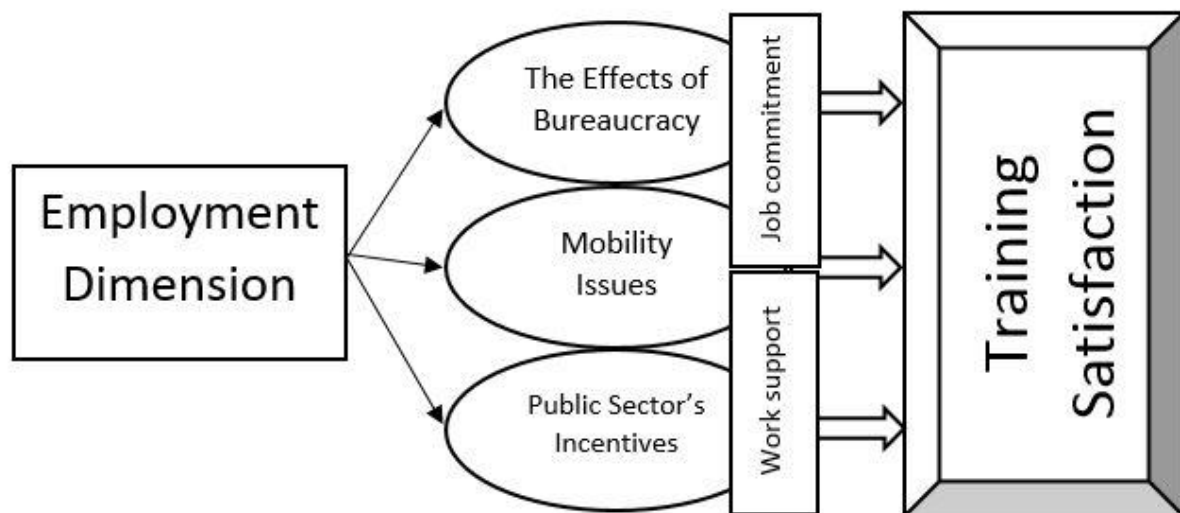 Employment
Dimension
The Effects of
Bureaucracy
Mobility
Issues
Public Sector’s
Incentives
Job commitment
Work support
Training
Satisfaction